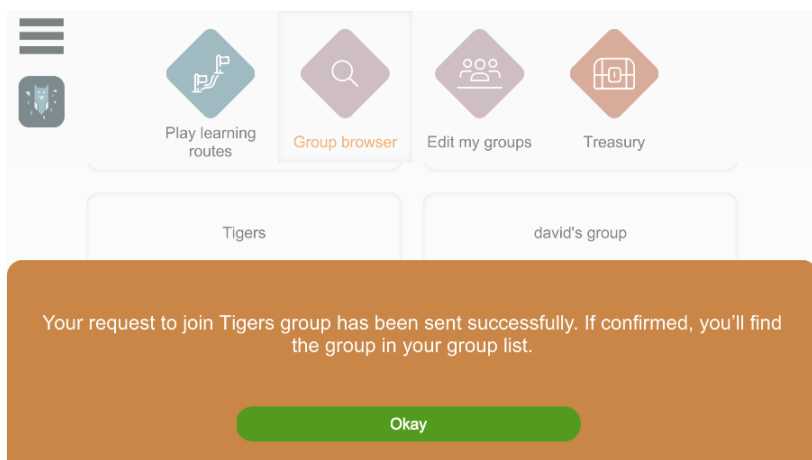 Play learning
routes
Group browser
Edit my groups
Treasury
Tigers
david's group
Your request to join Tigers group has been sent successfully. If confirmed, you’ll find
the group in your group list.
Okay